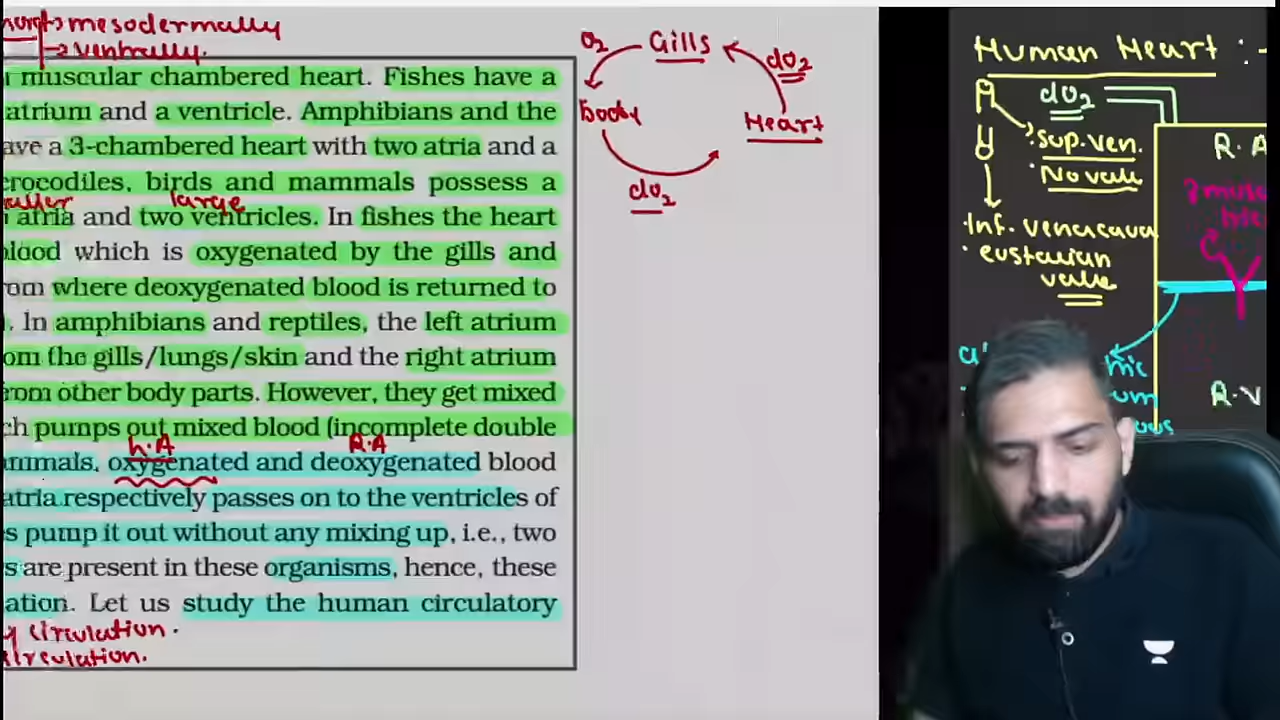 mesodermally
→ ventrally.
muscular chambered heart. Fishes have a
atrium and a ventricle. Amphibians and the
ave a 3-chambered heart with two atria and a
crocodiles, birds and mammals possess a
large
atria and two ventricles. In fishes the heart
blood which is oxygenated by the gills and
om where deoxygenated blood is returned to
. In amphibians and reptiles, the left atrium
om the gills/lungs/skin and the right atrium
from other body parts. However, they get mixed
ch pumps out mixed blood (incomplete double
R.A
ammals, oxygenated and deoxygenated blood
atria respectively passes on to the ventricles of
s pump it out without any mixing up, i.e., two
s are present in these organisms, hence, these
ation. Let us study the human circulatory
y circulation.
circulation.
O2
Gills
dO2
Body
Heart
dO2
Human Heart :-
dO2
Sup. ven.
No valve
R. A
Inf. venacava
eustacian
valve
R.V